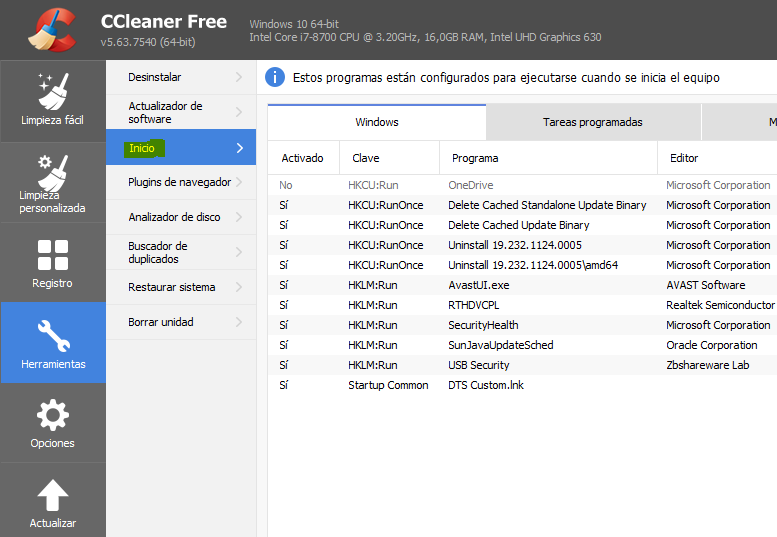 CCleaner Free
v5.63.7540 (64-bit)
Windows 10 64-bit
Intel Core i7-8700 CPU @ 3.20GHz, 16,0GB RAM, Intel UHD Graphics 630
Limpieza fácil
Limpieza
personalizada
Registro
Herramientas
Opciones
Actualizar
Desinstalar
Actualizador de
software
Inicio
Plugins de navegador
Analizador de disco
Buscador de
duplicados
Restaurar sistema
Borrar unidad
Estos programas están configurados para ejecutarse cuando se inicia el equipo
Windows Tareas programadas M
Activado Clave Programa Editor
No HKCU:Run OneDrive Microsoft Corporation
Sí HKCU:RunOnce Delete Cached Standalone Update Binary Microsoft Corporation
Sí HKCU:RunOnce Delete Cached Update Binary Microsoft Corporation
Sí HKCU:RunOnce Uninstall 19.232.1124.0005 Microsoft Corporation
Sí HKCU:RunOnce Uninstall 19.232.1124.0005\amd64 Microsoft Corporation
Sí HKLM:Run AvastUI.exe AVAST Software
Sí HKLM:Run RTHDVCPL Realtek Semiconductor
Sí HKLM:Run SecurityHealth Microsoft Corporation
Sí HKLM:Run SunJavaUpdateSched Oracle Corporation
Sí HKLM:Run USB Security Zbshareware Lab
Sí Startup Common DTS Custom.lnk